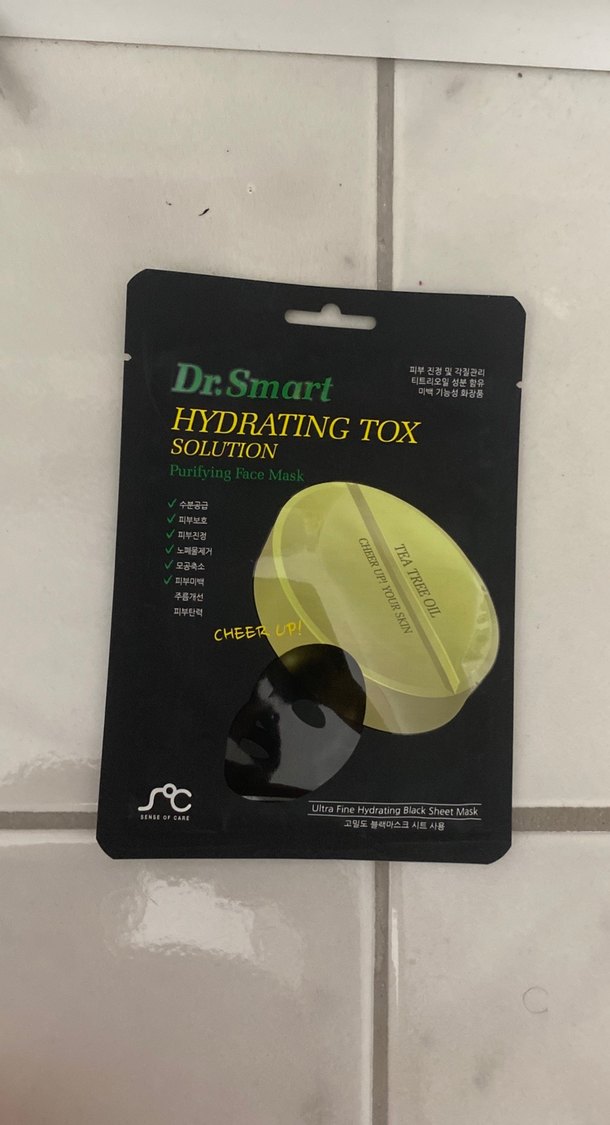 Dr.Smart
HYDRATING TOX
SOLUTION
Purifying Face Mask
피부 진정 및 각질관리
티트리오일 성분 함유
미백 기능성 화장품
✓ 수분공급
✓ 피부보호
✓ 피부진정
✓ 노폐물제거
✓ 모공축소
✓ 피부미백
주름개선
피부탄력
TEA TREE OIL
CHEER UP! YOUR SKIN
CHEER UP!
SOC
SENSE OF CARE
Ultra Fine Hydrating Black Sheet Mask
고밀도 블랙마스크 시트 사용